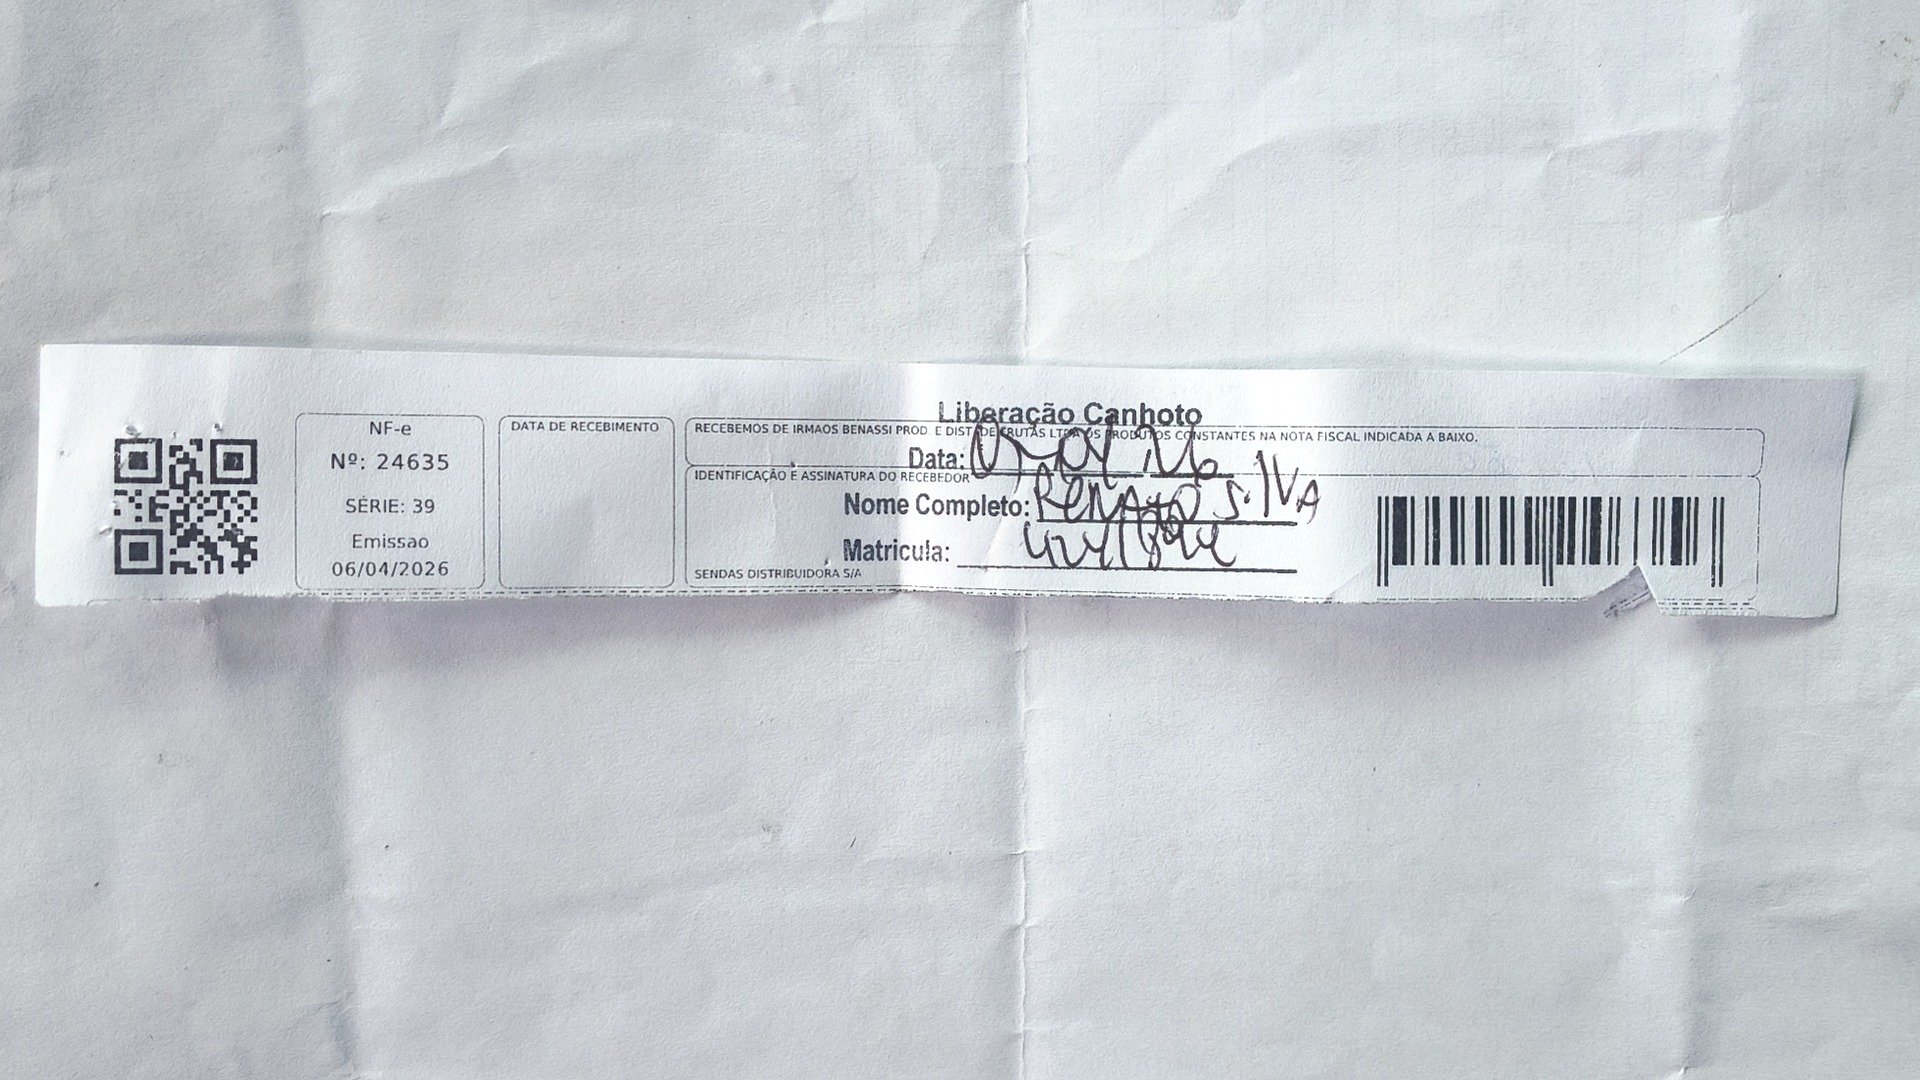 NF-e
Nº: 24635
SÉRIE: 39
Emissao
06/04/2026
DATA DE RECEBIMENTO
Liberação Canhoto
RECEBEMOS DE IRMAOS BENASSI PROD. E DIST. DE FRUTAS LTDA OS PRODUTOS CONSTANTES NA NOTA FISCAL INDICADA A BAIXO.
Data:
IDENTIFICAÇÃO E ASSINATURA DO RECEBEDOR
Nome Completo: RENATO SILVA
Matricula:
SENDAS DISTRIBUIDORA S/A